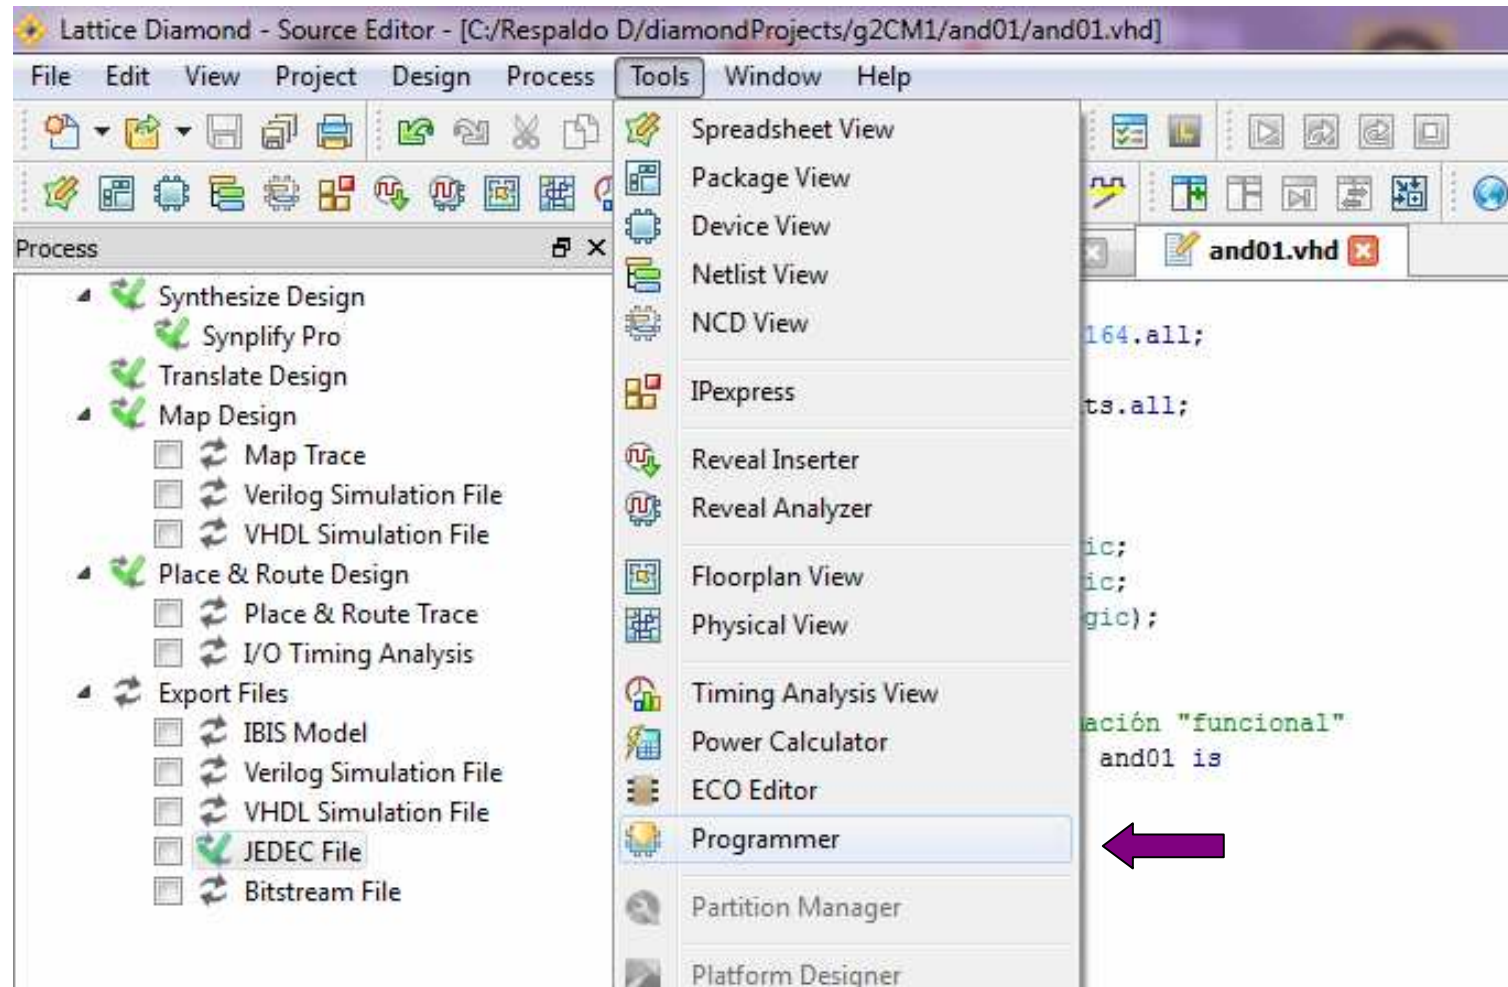 Lattice Diamond - Source Editor - [C:/Respaldo D/diamondProjects/g2CM1/and01/and01.vhd]
File Edit View Project Design Process Tools Window Help
Process
and01.vhd
Synthesize Design
Synplify Pro
Translate Design
Map Design
Map Trace
Verilog Simulation File
VHDL Simulation File
Place & Route Design
Place & Route Trace
I/O Timing Analysis
Export Files
IBIS Model
Verilog Simulation File
VHDL Simulation File
JEDEC File
Bitstream File
Spreadsheet View
Package View
Device View
Netlist View
NCD View
IPexpress
Reveal Inserter
Reveal Analyzer
Floorplan View
Physical View
Timing Analysis View
Power Calculator
ECO Editor
Programmer
Partition Manager
Platform Designer
164.all;
ts.all;
ic;
ic;
gic);
ación "funcional"
and01 is